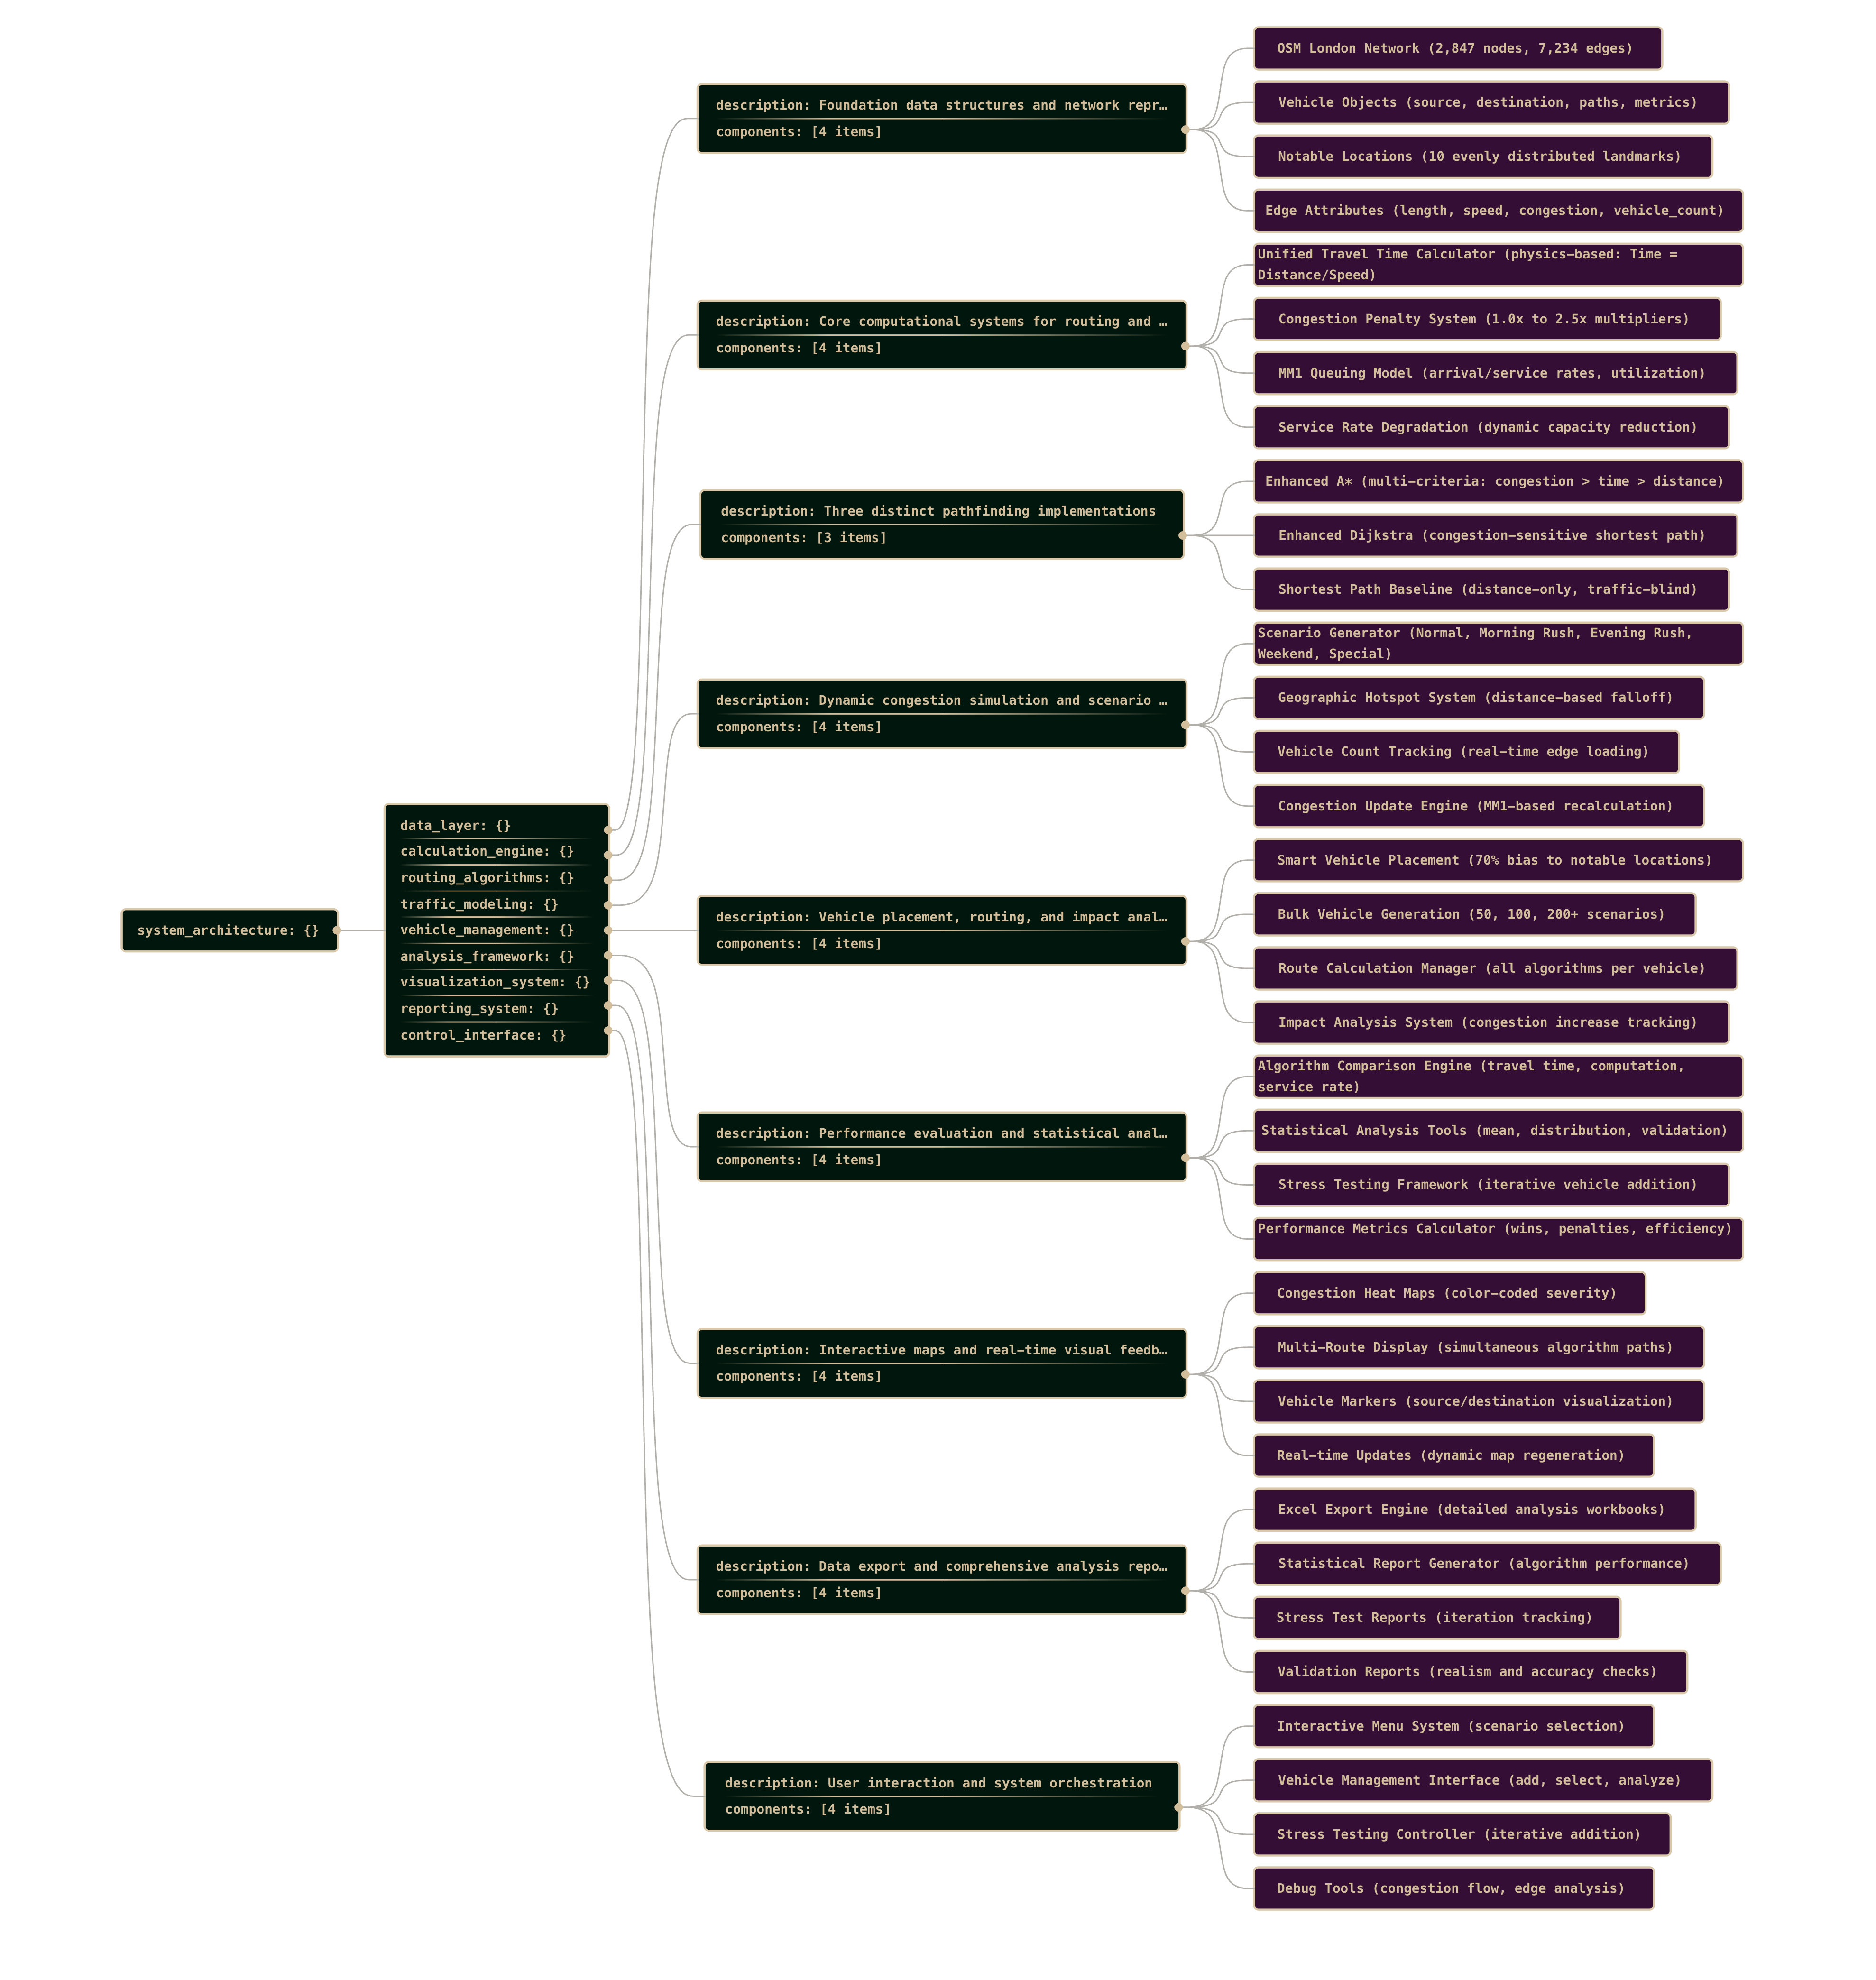 system_architecture: {}
data_layer: {}
calculation_engine: {}
routing_algorithms: {}
traffic_modeling: {}
vehicle_management: {}
analysis_framework: {}
visualization_system: {}
reporting_system: {}
control_interface: {}
description: Foundation data structures and network repr…
components: [4 items]
OSM London Network (2,847 nodes, 7,234 edges)
Vehicle Objects (source, destination, paths, metrics)
Notable Locations (10 evenly distributed landmarks)
Edge Attributes (length, speed, congestion, vehicle_count)
description: Core computational systems for routing and …
components: [4 items]
Unified Travel Time Calculator (physics-based: Time =
Distance/Speed)
Congestion Penalty System (1.0x to 2.5x multipliers)
MM1 Queuing Model (arrival/service rates, utilization)
Service Rate Degradation (dynamic capacity reduction)
description: Three distinct pathfinding implementations
components: [3 items]
Enhanced A* (multi-criteria: congestion > time > distance)
Enhanced Dijkstra (congestion-sensitive shortest path)
Shortest Path Baseline (distance-only, traffic-blind)
description: Dynamic congestion simulation and scenario …
components: [4 items]
Scenario Generator (Normal, Morning Rush, Evening Rush,
Weekend, Special)
Geographic Hotspot System (distance-based falloff)
Vehicle Count Tracking (real-time edge loading)
Congestion Update Engine (MM1-based recalculation)
description: Vehicle placement, routing, and impact anal…
components: [4 items]
Smart Vehicle Placement (70% bias to notable locations)
Bulk Vehicle Generation (50, 100, 200+ scenarios)
Route Calculation Manager (all algorithms per vehicle)
Impact Analysis System (congestion increase tracking)
description: Performance evaluation and statistical anal…
components: [4 items]
Algorithm Comparison Engine (travel time, computation,
service rate)
Statistical Analysis Tools (mean, distribution, validation)
Stress Testing Framework (iterative vehicle addition)
Performance Metrics Calculator (wins, penalties, efficiency)
description: Interactive maps and real-time visual feedb…
components: [4 items]
Congestion Heat Maps (color-coded severity)
Multi-Route Display (simultaneous algorithm paths)
Vehicle Markers (source/destination visualization)
Real-time Updates (dynamic map regeneration)
description: Data export and comprehensive analysis repo…
components: [4 items]
Excel Export Engine (detailed analysis workbooks)
Statistical Report Generator (algorithm performance)
Stress Test Reports (iteration tracking)
Validation Reports (realism and accuracy checks)
description: User interaction and system orchestration
components: [4 items]
Interactive Menu System (scenario selection)
Vehicle Management Interface (add, select, analyze)
Stress Testing Controller (iterative addition)
Debug Tools (congestion flow, edge analysis)